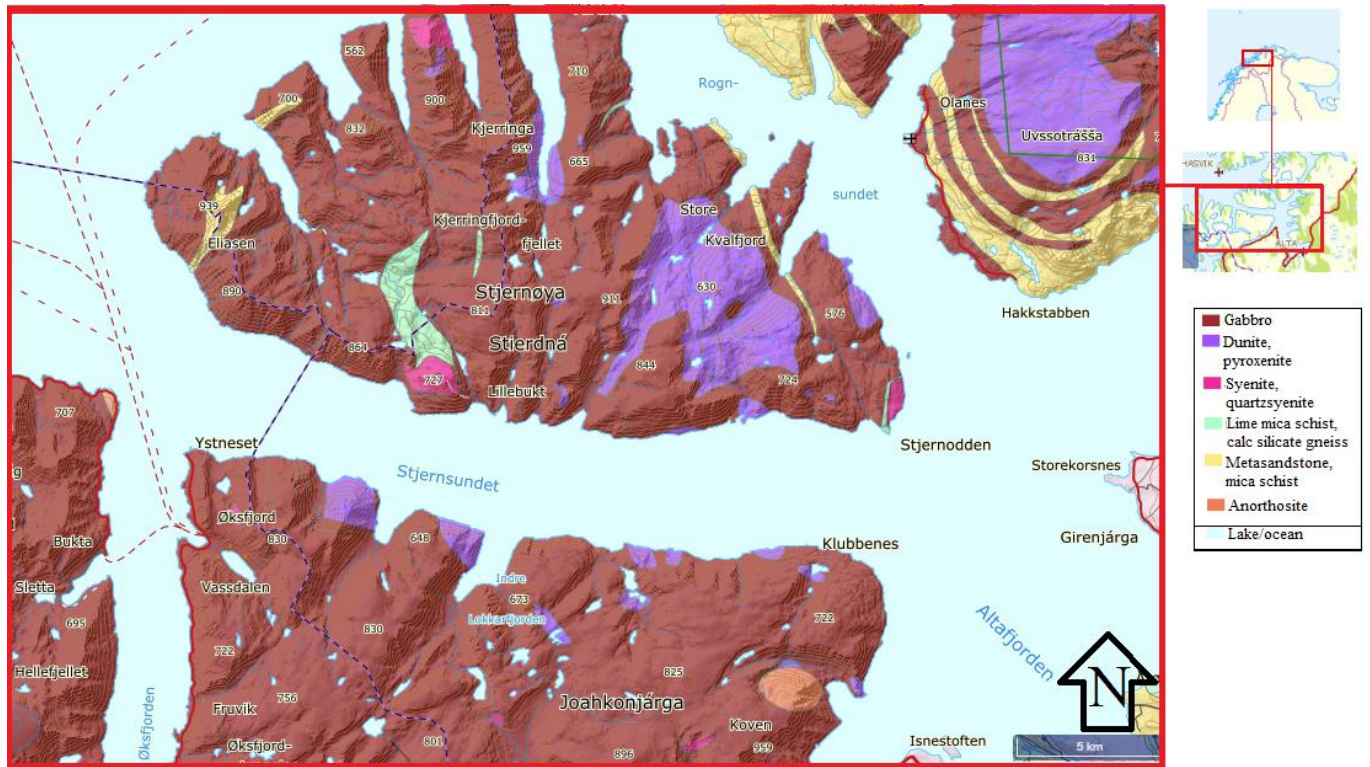 562
710
Rogn-
700
900
832
Olanes
Kjerringa
959
Uvssotrášša
831
665
HASVIK
939
Store
sundet
Kjerringfjord-
Eliasen
fjellet
Kvalfjord
ALTA
890
Stjernøya
630
811
911
576
Hakkstabben
864
Stierdná
844
727
724
Lillebukt
707
Ystneset
Stjernodden
Stjernsundet
Storekorsnes
Øksfjord
830
648
Klubbenes
Girenjárga
Bukta
Sletta
Vassdalen
Indre
673
Lokkarfjorden
695
830
722
Altafjorden
722
Hellefjellet
825
756
Joahkonjárga
N
Fruvik
Koven
Øksfjorden
Øksfjord-
801
896
959
Isnestoften
5 km
Gabbro
Dunite,
pyroxenite
Syenite,
quartzsyenite
Lime mica schist,
calc silicate gneiss
Metasandstone,
mica schist
Anorthosite
Lake/ocean